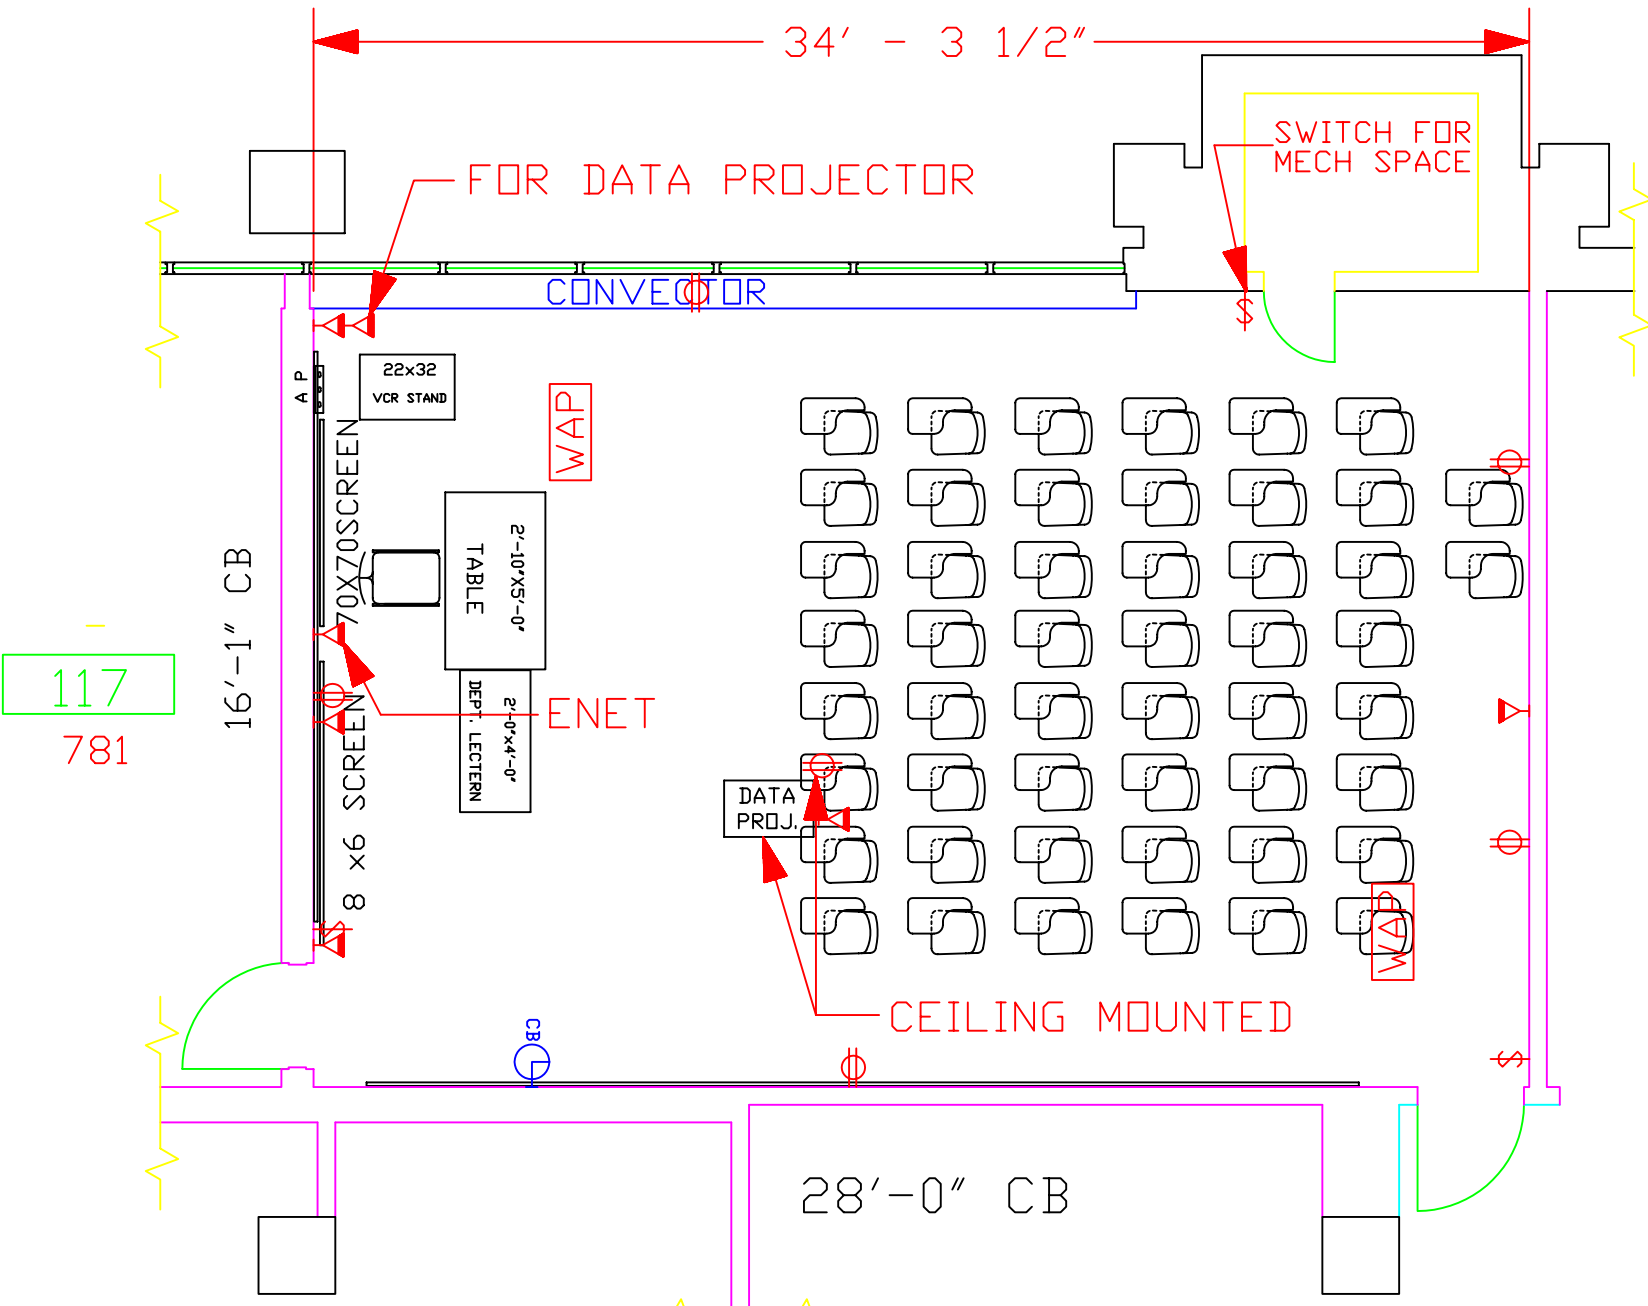 34' - 3 1/2"
SWITCH FOR
MECH SPACE
FOR DATA PROJECTOR
CONVECTOR
$
A P
22x32
VCR STAND
WAP
70X70SCREEN
2'-10"X5'-0"
TABLE
16'-1" CB
117
781
ENET
2'-0"x4'-0"
DEPT. LECTERN
8 x6 SCREEN
DATA
PROJ.
WAP
$
CEILING MOUNTED
CB
$
28'-0" CB